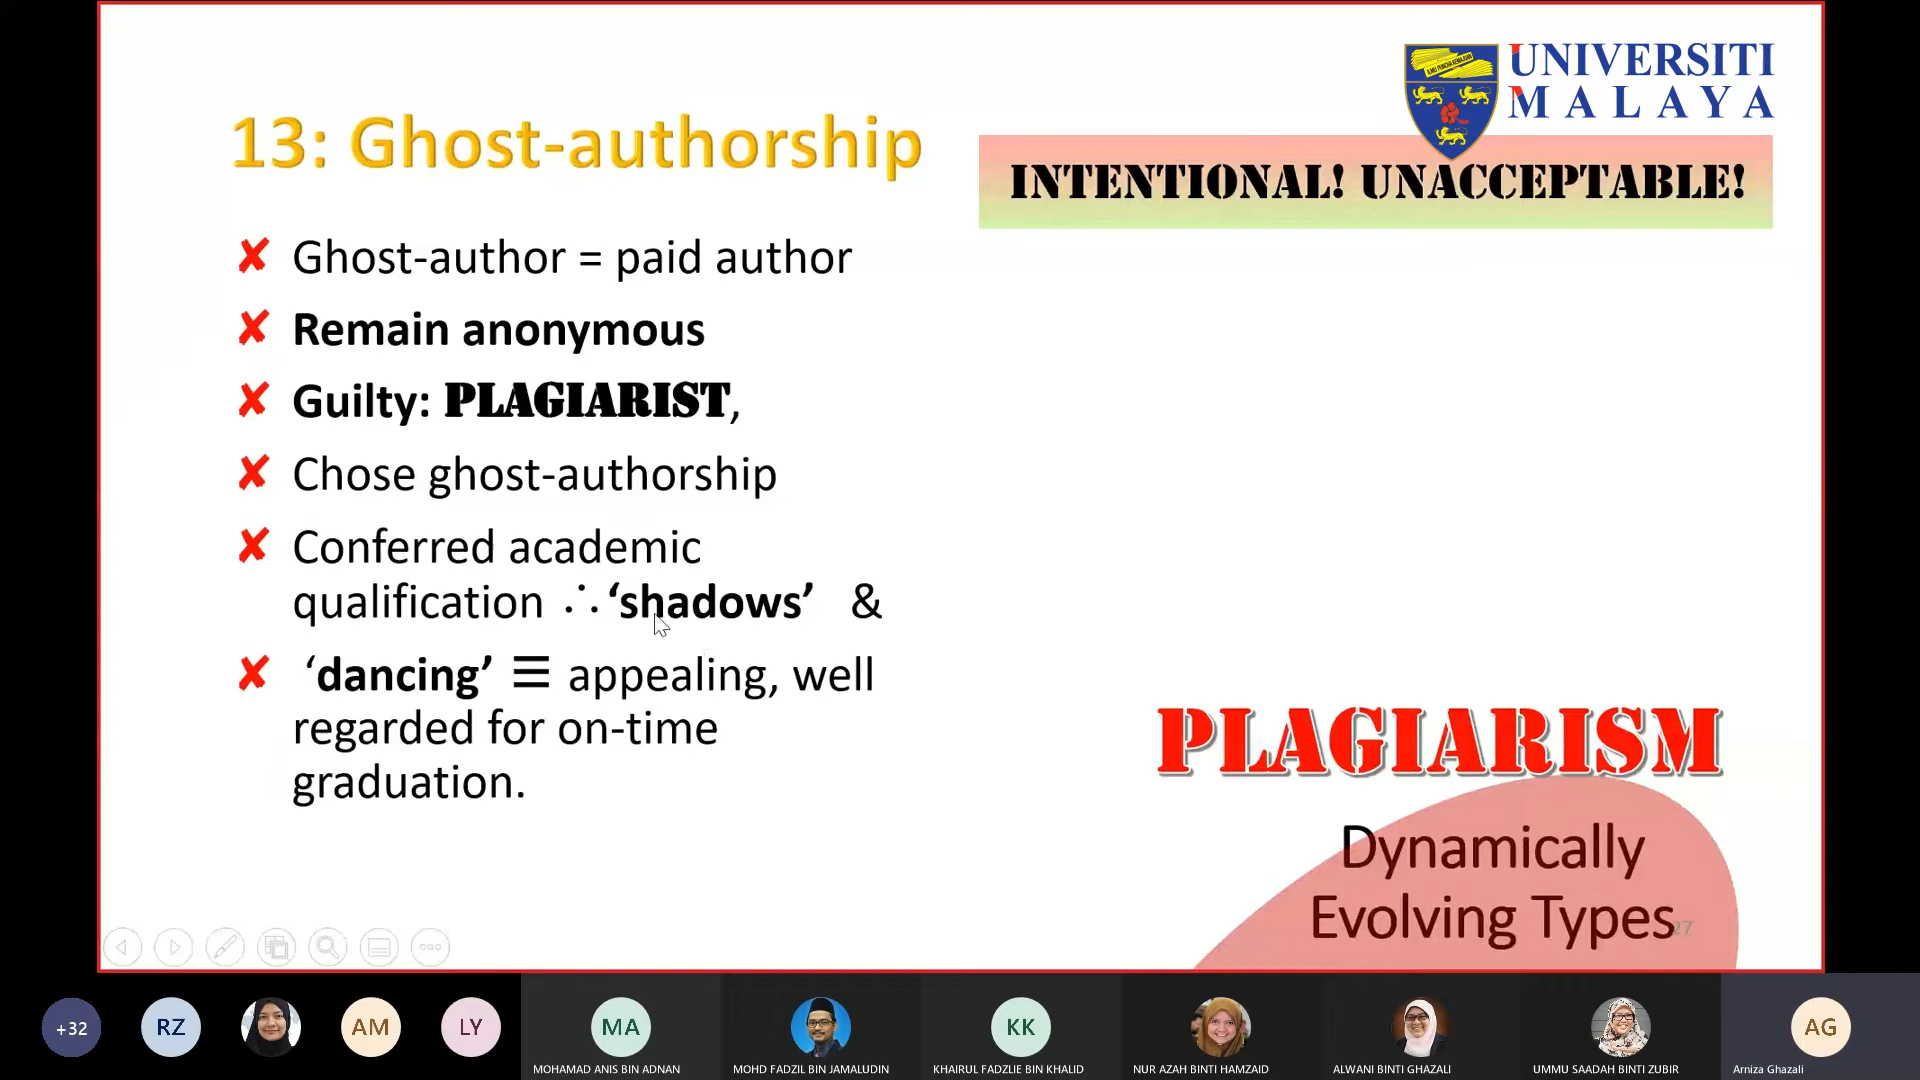 UNIVERSITI
MALAYA
13: Ghost-authorship
INTENTIONAL! UNACCEPTABLE!
✘ Ghost-author = paid author
✘ Remain anonymous
✘ Guilty: PLAGIARIST,
✘ Chose ghost-authorship
✘ Conferred academic
qualification ∴ ‘shadows’ &
✘ ‘dancing’ ≡ appealing, well
regarded for on-time
graduation.
PLAGIARISM
Dynamically
Evolving Types
27
+32
RZ
AM
LY
MA
KK
AG
MOHAMAD ANIS BIN ADNAN
MOHD FADZIL BIN JAMALUDIN
KHAIRUL FADZLIE BIN KHALID
NUR AZAH BINTI HAMZAID
ALWANI BINTI GHAZALI
UMMU SAADAH BINTI ZUBIR
Arniza Ghazali